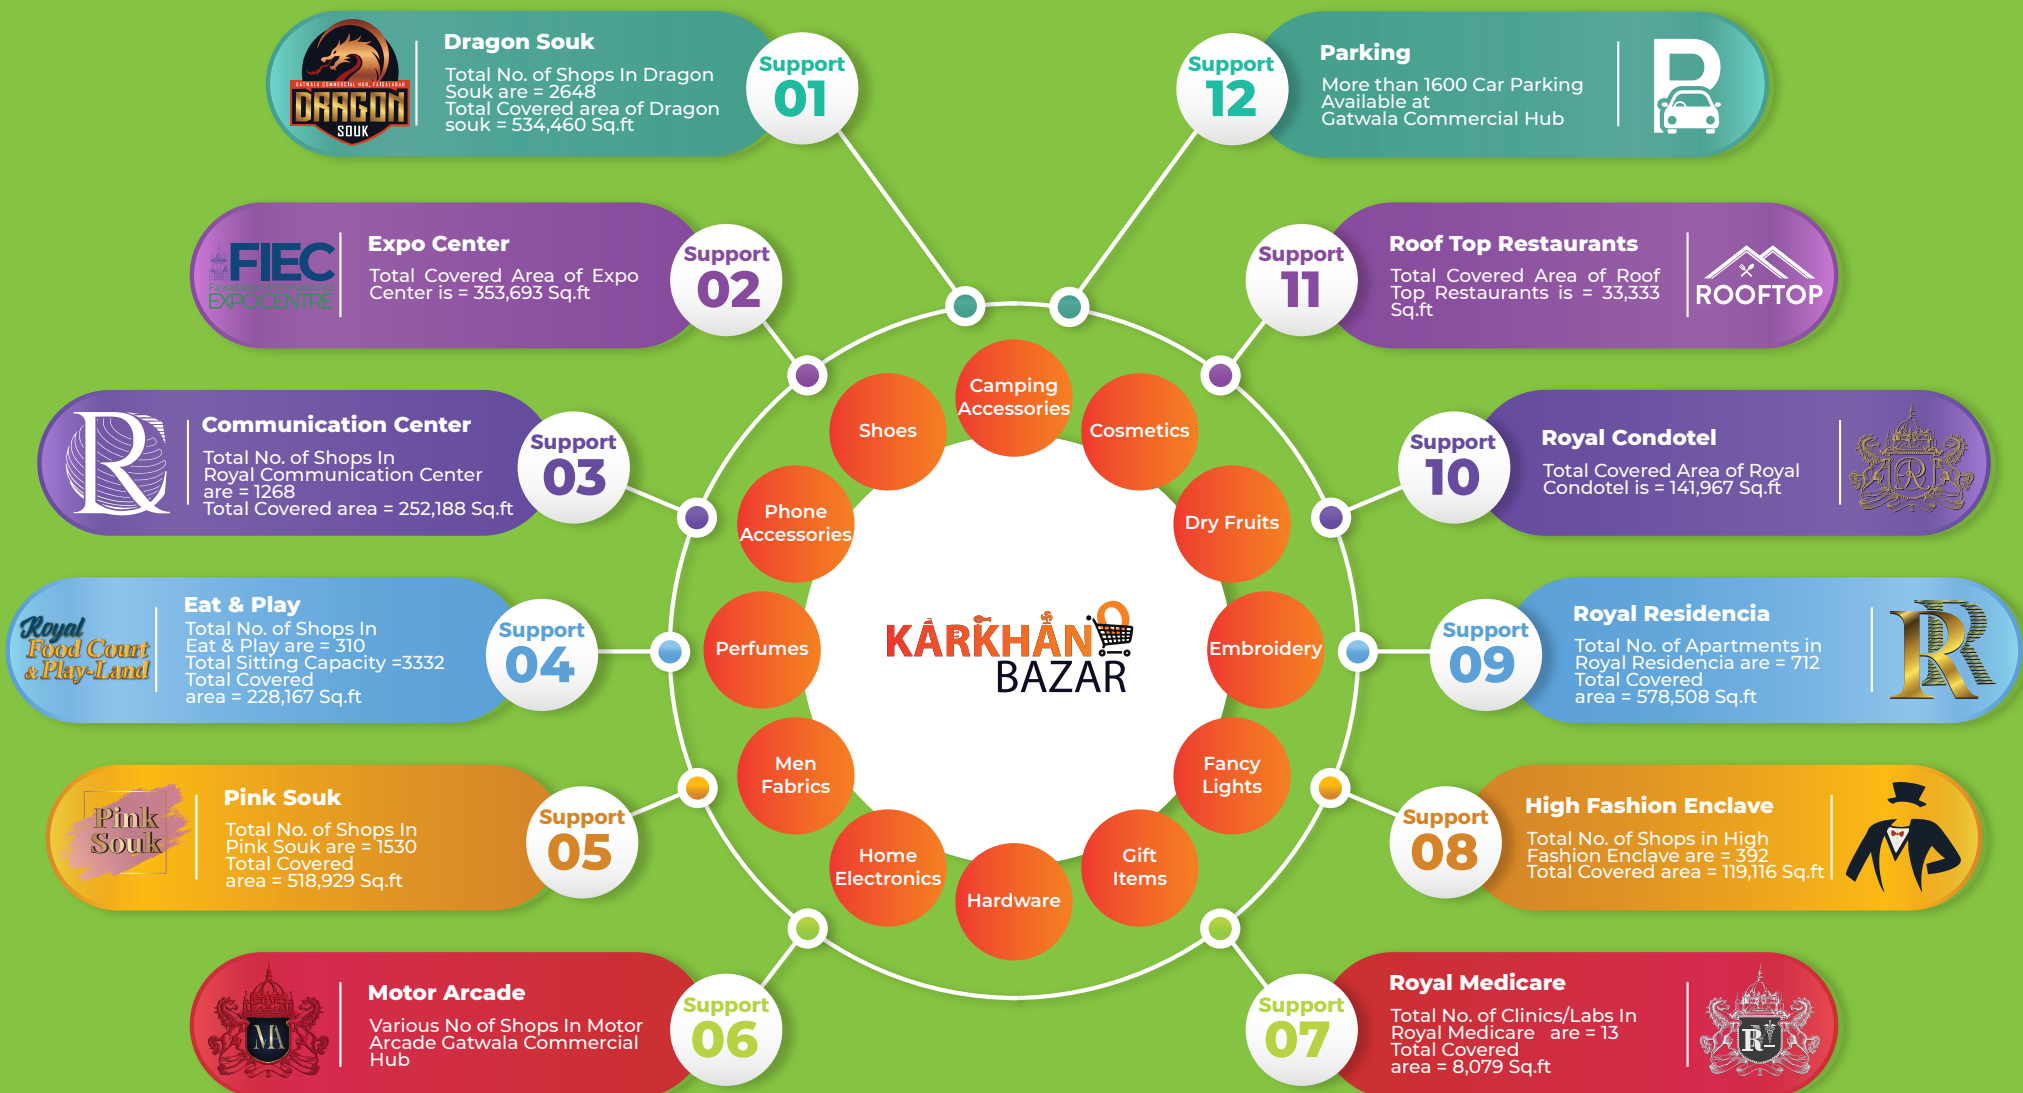 GATWALA COMMERCIAL HUB, FAISALABAD
DRAGON
SOUK
Dragon Souk
Total No. of Shops In Dragon
Souk are = 2648
Total Covered area of Dragon
souk = 534,460 Sq.ft
Support
01
Support
12
Parking
More than 1600 Car Parking
Available at
Gatwala Commercial Hub
FIEC
Faisalabad International
EXPO CENTRE
Expo Center
Total Covered Area of Expo
Center is = 353,693 Sq.ft
Support
02
Support
11
Roof Top Restaurants
Total Covered Area of Roof
Top Restaurants is = 33,333
Sq.ft
ROOFTOP
Communication Center
Total No. of Shops In
Royal Communication Center
are = 1268
Total Covered area = 252,188 Sq.ft
Support
03
Support
10
Royal Condotel
Total Covered Area of Royal
Condotel is = 141,967 Sq.ft
R
Royal
Food Court
& Play-Land
Eat & Play
Total No. of Shops In
Eat & Play are = 310
Total Sitting Capacity =3332
Total Covered
area = 228,167 Sq.ft
Support
04
Support
09
Royal Residencia
Total No. of Apartments in
Royal Residencia are = 712
Total Covered
area = 578,508 Sq.ft
RR
Pink
Souk
Pink Souk
Total No. of Shops In
Pink Souk are = 1530
Total Covered
area = 518,929 Sq.ft
Support
05
Support
08
High Fashion Enclave
Total No. of Shops in High
Fashion Enclave are = 392
Total Covered area = 119,116 Sq.ft
MA
Motor Arcade
Various No of Shops In Motor
Arcade Gatwala Commercial
Hub
Support
06
Support
07
Royal Medicare
Total No. of Clinics/Labs In
Royal Medicare are = 13
Total Covered
area = 8,079 Sq.ft
Camping
Accessories
Cosmetics
Dry Fruits
Embroidery
Fancy
Lights
Gift
Items
Hardware
Home
Electronics
Men
Fabrics
Perfumes
Phone
Accessories
Shoes
KARKHAN
BAZAR